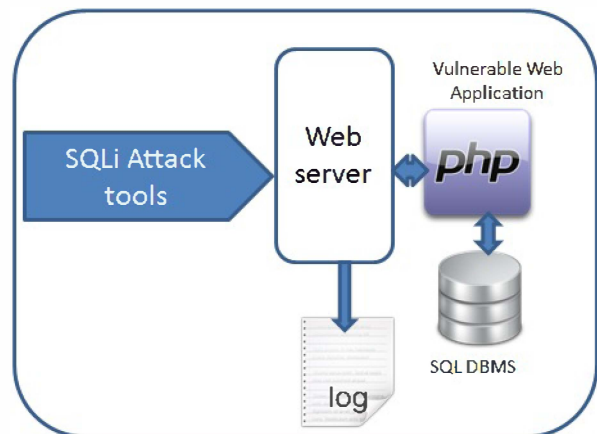 Vulnerable Web
Application
SQLi Attack
tools
Web
server
php
SQL DBMS
log